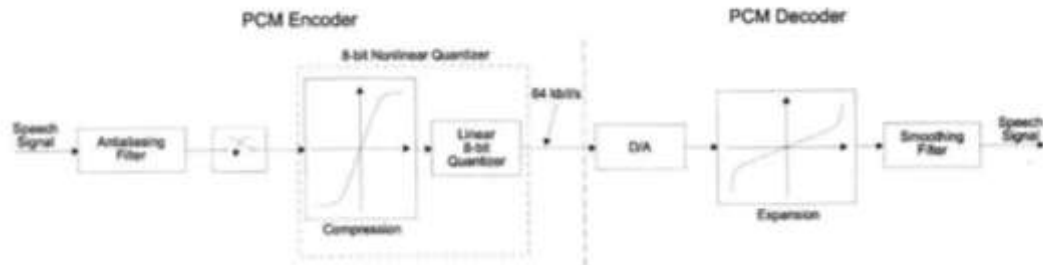 PCM Encoder
PCM Decoder
8-bit Nonlinear Quantizer
64 kbit/s
Speech
Signal
Antialiasing
Filter
Linear
8-bit
Quantizer
D/A
Smoothing
Filter
Speech
Signal
Compression
Expansion